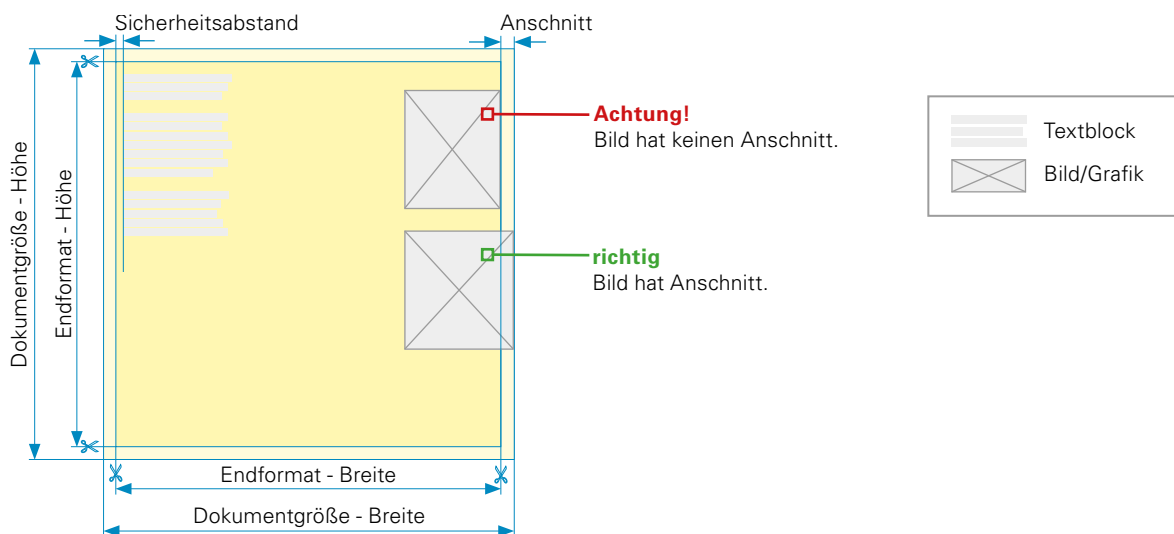 Sicherheitsabstand
Anschnitt
Dokumentgröße - Höhe
Endformat - Höhe
Achtung!
Bild hat keinen Anschnitt.
richtig
Bild hat Anschnitt.
Textblock
Bild/Grafik
Endformat - Breite
Dokumentgröße - Breite